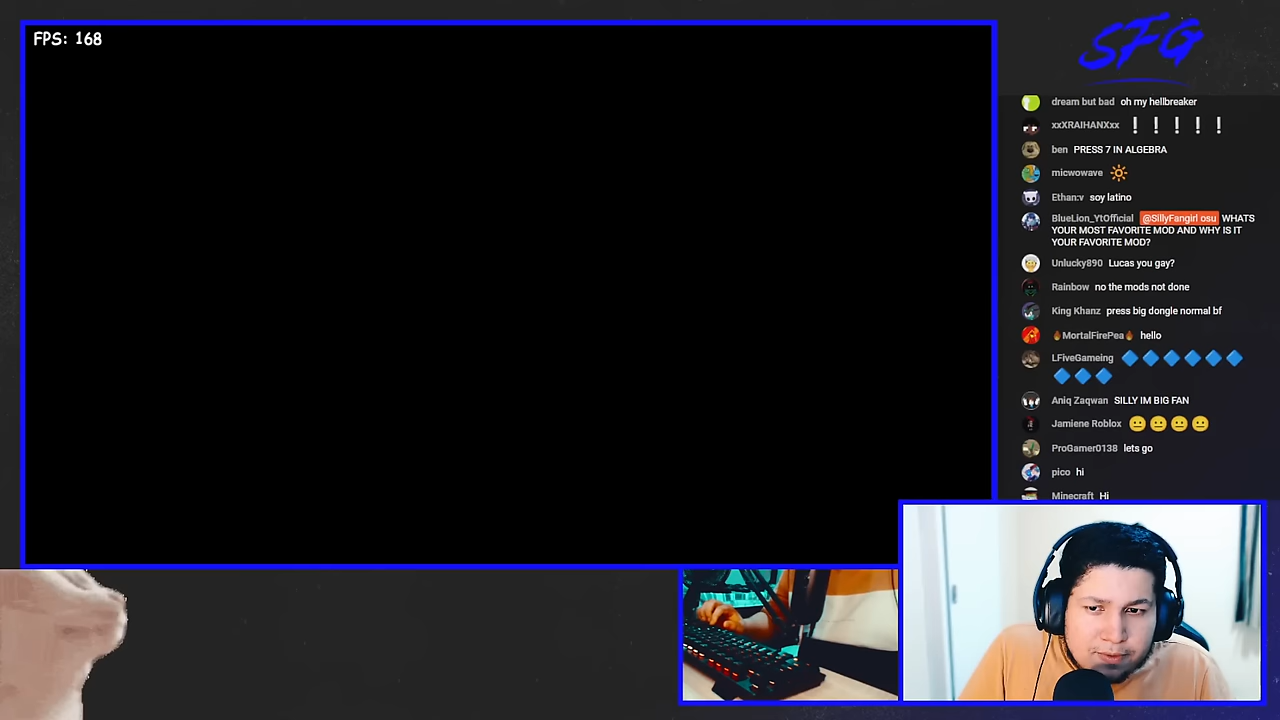 FPS: 168
SFG
dream but bad oh my hellbreaker
xxXRAIHANXxx ❕ ❕ ❕ ❕ ❕
ben PRESS 7 IN ALGEBRA
micwowave 🔆
Ethan:v soy latino
BlueLion_YtOfficial @SillyFangirl osu WHATS
YOUR MOST FAVORITE MOD AND WHY IS IT
YOUR FAVORITE MOD?
Unlucky890 Lucas you gay?
Rainbow no the mods not done
King Khanz press big dongle normal bf
🔥MortalFirePea🔥 hello
LFiveGameing 🔷🔷🔷🔷🔷🔷
🔷🔷🔷
Aniq Zaqwan SILLY IM BIG FAN
Jamiene Roblox 😐😐😐😐
ProGamer0138 lets go
pico hi
Minecraft Hi